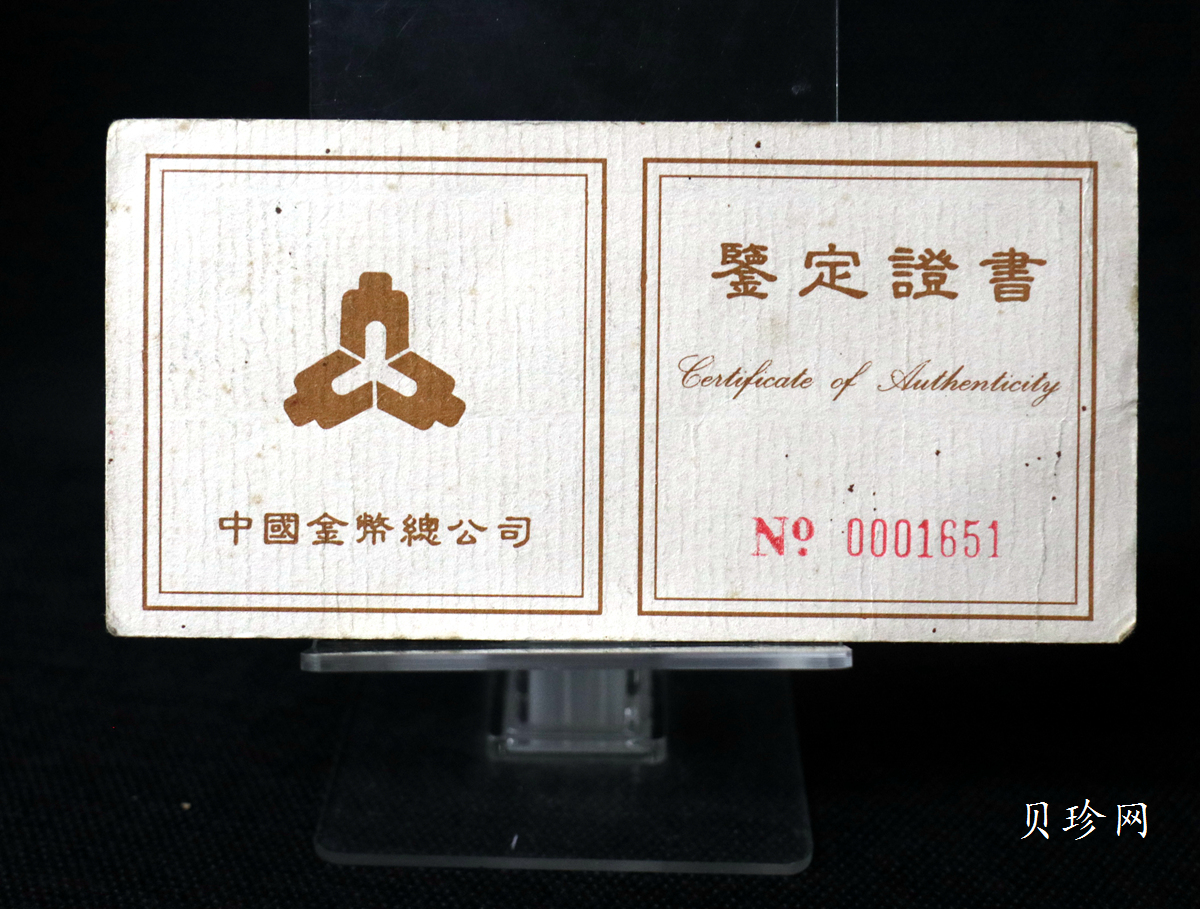 中國金幣總公司
鑒定證書
Certificate of Authenticity
Nº 0001651
贝珍网